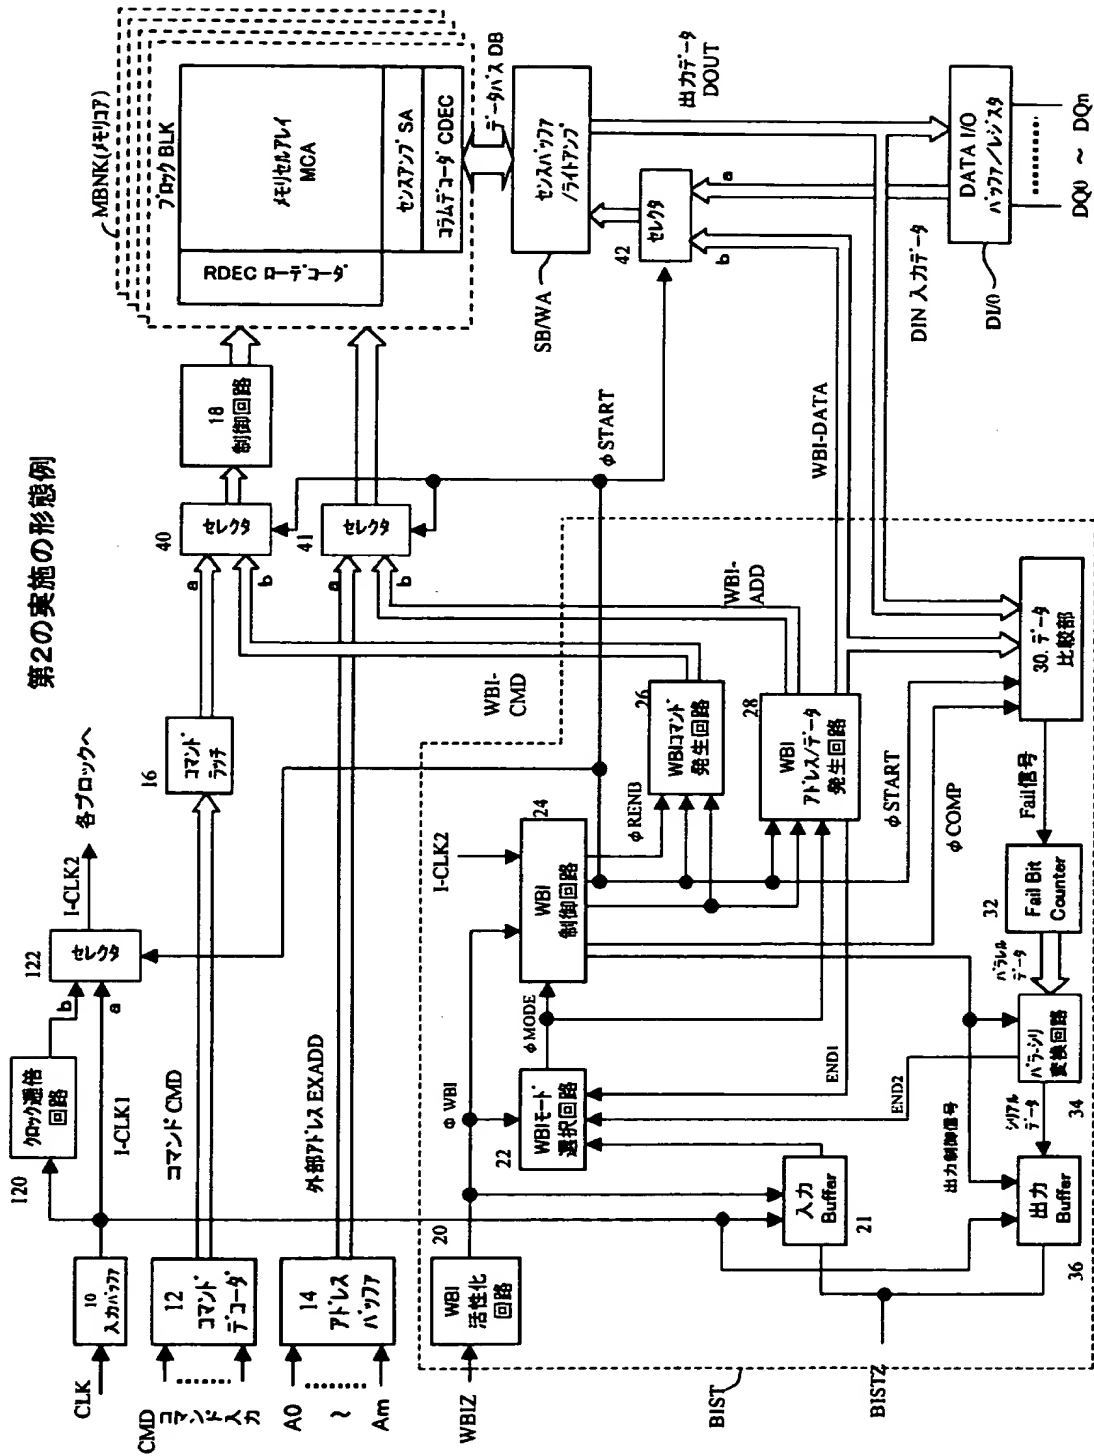 第2の実施の形態例
CLK
10
入力バッファ
120
クロック逓倍
回路
I-CLK1
b
a
122
セレクタ
I-CLK2
各ブロックへ
CMD
コマンド入力
12
コマンド
デコーダ
コマンド CMD
16
コマンド
ラッチ
a
b
40
セレクタ
18
制御回路
A0
~
Am
14
アドレス
バッファ
外部アドレス EXADD
a
b
41
セレクタ
MBNK(メモリコア)
ブロック BLK
メモリセルアレイ
MCA
RDEC ローデコーダ
センスアンプ SA
コラムデコーダ CDEC
データバス DB
センスバッファ
/ライトアンプ
SB/WA
42
セレクタ
a
b
出力データ
DOUT
DIN 入力データ
DATA I/O
バッファ/レジスタ
DI/O
DQ0 ~ DQn
WBIZ
WBI
活性化
回路
20
φWBI
22
WBIモード
選択回路
φMODE
I-CLK2
24
WBI
制御回路
φREND
WBI-
CMD
26
WBIコマンド
発生回路
28
WBI
アドレス/データ
発生回路
WBI-
ADD
WBI-DATA
φSTART
φSTART
φCOMP
END1
END2
入力
Buffer
21
出力制御信号
シリアル
データ
パラ-シリ
変換回路
34
パラレル
データ
32
Fail Bit
Counter
Fail信号
30.データ
比較部
出力
Buffer
36
BIST
BISTZ